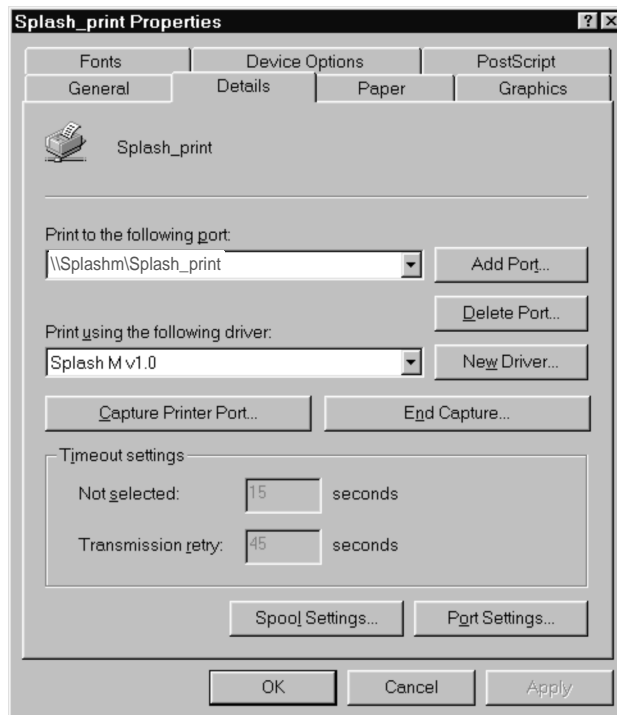 Splash_print Properties
Fonts Device Options PostScript
General Details Paper Graphics
Splash_print
Print to the following port:
\\Splashm\Splash_print
Add Port...
Delete Port...
Print using the following driver:
Splash M v1.0
New Driver...
Capture Printer Port... End Capture...
Timeout settings
Not selected: 15 seconds
Transmission retry: 45 seconds
Spool Settings... Port Settings...
OK Cancel Apply